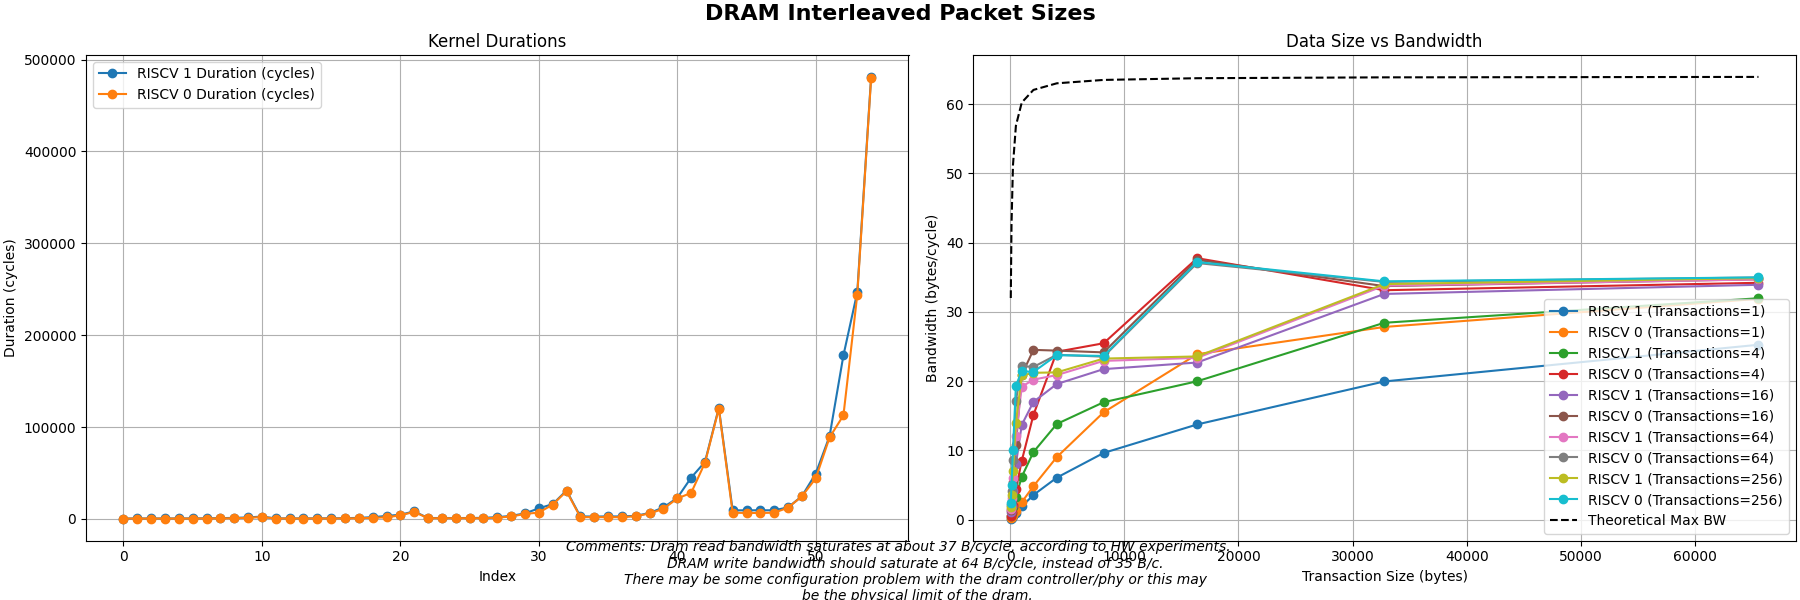 DRAM Interleaved Packet Sizes
Kernel Durations
500000
400000
300000
200000
100000
0
Duration (cycles)
RISCV 1 Duration (cycles)
RISCV 0 Duration (cycles)
0 10 20 30 40 50
Index
Data Size vs Bandwidth
60
50
40
30
20
10
0
Bandwidth (bytes/cycle)
RISCV 1 (Transactions=1)
RISCV 0 (Transactions=1)
RISCV 1 (Transactions=4)
RISCV 0 (Transactions=4)
RISCV 1 (Transactions=16)
RISCV 0 (Transactions=16)
RISCV 1 (Transactions=64)
RISCV 0 (Transactions=64)
RISCV 1 (Transactions=256)
RISCV 0 (Transactions=256)
Theoretical Max BW
0 10000 20000 30000 40000 50000 60000
Transaction Size (bytes)
Comments: Dram read bandwidth saturates at about 37 B/cycle, according to HW experiments.
DRAM write bandwidth should saturate at 64 B/cycle, instead of 35 B/c.
There may be some configuration problem with the dram controller/phy or this may
be the physical limit of the dram.